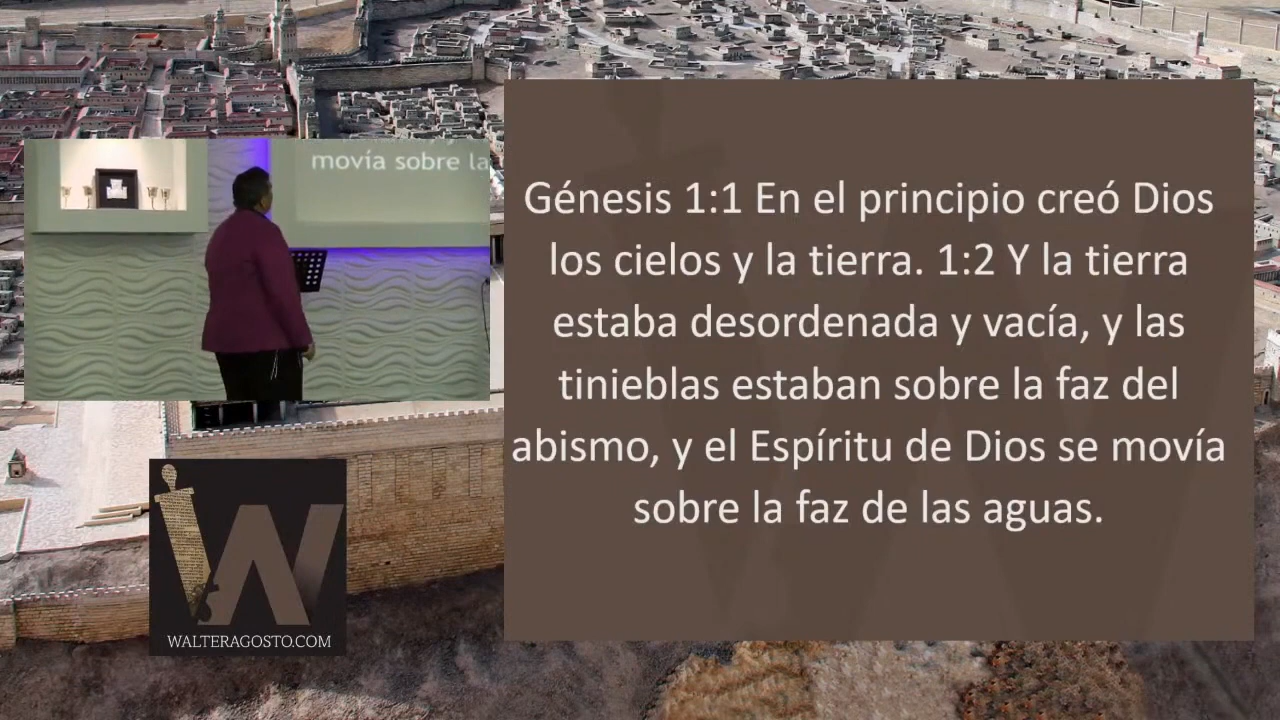 movía sobre la
Génesis 1:1 En el principio creó Dios
los cielos y la tierra. 1:2 Y la tierra
estaba desordenada y vacía, y las
tinieblas estaban sobre la faz del
abismo, y el Espíritu de Dios se movía
sobre la faz de las aguas.
W
WALTERAGOSTO.COM